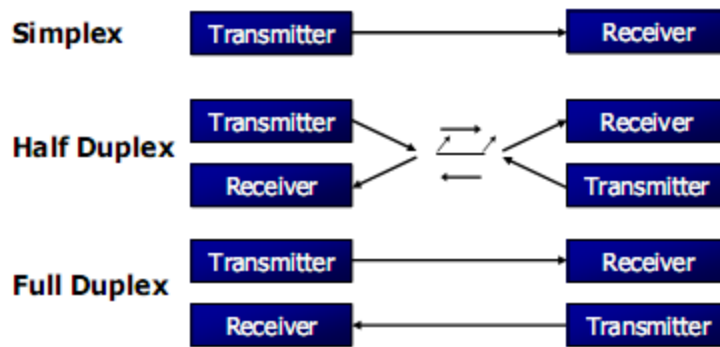 Simplex Transmitter Receiver
Transmitter Receiver
Half Duplex
Receiver Transmitter
Transmitter Receiver
Full Duplex
Receiver Transmitter